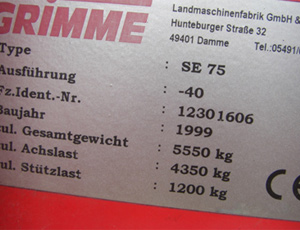 GRIMME
Landmaschinenfabrik GmbH &
Hunteburger Straße 32
49401 Damme Tel.:05491/
Type : SE 75
Ausführung : -40
Fz.Ident.-Nr. : 12301606
Baujahr : 1999
ul. Gesamtgewicht : 5550 kg
ul. Achslast : 4350 kg
ul. Stützlast : 1200 kg
CE